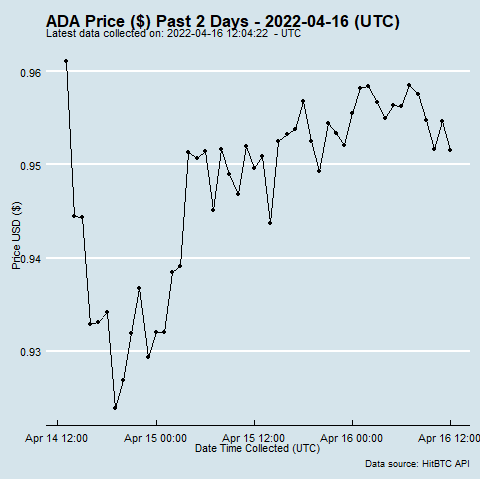 ADA Price ($) Past 2 Days - 2022-04-16 (UTC)
Latest data collected on: 2022-04-16 12:04:22  - UTC
0.96
0.95
0.94
0.93
Price USD ($)
Apr 14 12:00 Apr 15 00:00 Apr 15 12:00 Apr 16 00:00 Apr 16 12:00
Date Time Collected (UTC)
Data source: HitBTC API